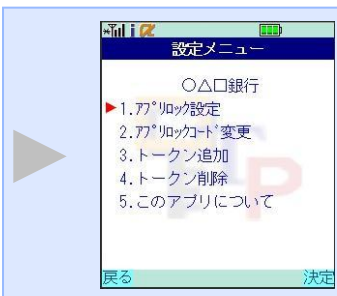 設定メニュー
○△□銀行
1.ｱﾌﾟﾘﾛｯｸ設定
2.ｱﾌﾟﾘﾛｯｸｺｰﾄﾞ変更
3.トークン追加
4.トークン削除
5.このアプリについて
戻る 決定